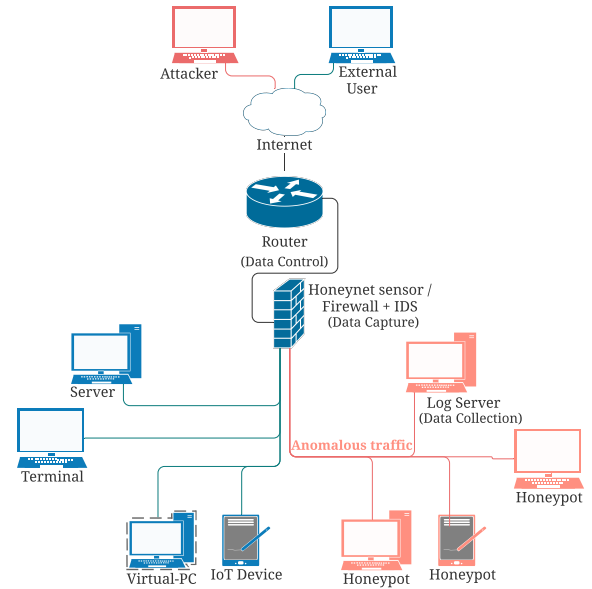 Attacker
External
User
Internet
Router
(Data Control)
Honeynet sensor /
Firewall + IDS
(Data Capture)
Server
Log Server
(Data Collection)
Anomalous traffic
Terminal
Honeypot
Virtual-PC
IoT Device
Honeypot
Honeypot